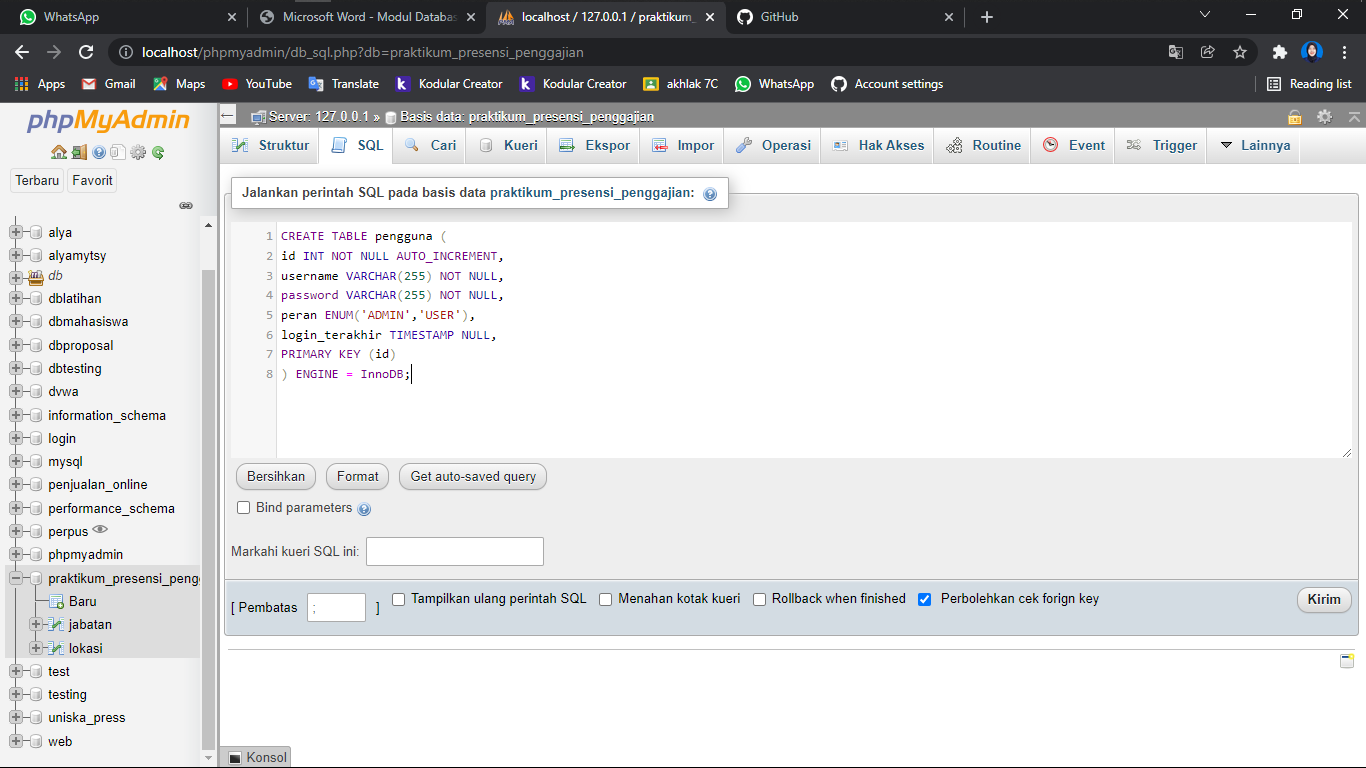 WhatsApp
Microsoft Word - Modul Databas
localhost / 127.0.0.1 / praktikum_
GitHub
localhost/phpmyadmin/db_sql.php?db=praktikum_presensi_penggajian
Apps
Gmail
Maps
YouTube
Translate
Kodular Creator
Kodular Creator
akhlak 7C
WhatsApp
Account settings
Reading list
phpMyAdmin
Terbaru
Favorit
alya
alyamytsy
db
dblatihan
dbmahasiswa
dbproposal
dbtesting
dvwa
information_schema
login
mysql
penjualan_online
performance_schema
perpus
phpmyadmin
praktikum_presensi_peng
Baru
jabatan
lokasi
test
testing
uniska_press
web
Server: 127.0.0.1 » Basis data: praktikum_presensi_penggajian
Struktur
SQL
Cari
Kueri
Ekspor
Impor
Operasi
Hak Akses
Routine
Event
Trigger
Lainnya
Jalankan perintah SQL pada basis data praktikum_presensi_penggajian:
1 CREATE TABLE pengguna (
2 id INT NOT NULL AUTO_INCREMENT,
3 username VARCHAR(255) NOT NULL,
4 password VARCHAR(255) NOT NULL,
5 peran ENUM('ADMIN','USER'),
6 login_terakhir TIMESTAMP NULL,
7 PRIMARY KEY (id)
8 ) ENGINE = InnoDB;
Bersihkan
Format
Get auto-saved query
Bind parameters
Markahi kueri SQL ini:
[ Pembatas ; ]
Tampilkan ulang perintah SQL
Menahan kotak kueri
Rollback when finished
Perbolehkan cek forign key
Kirim
Konsol